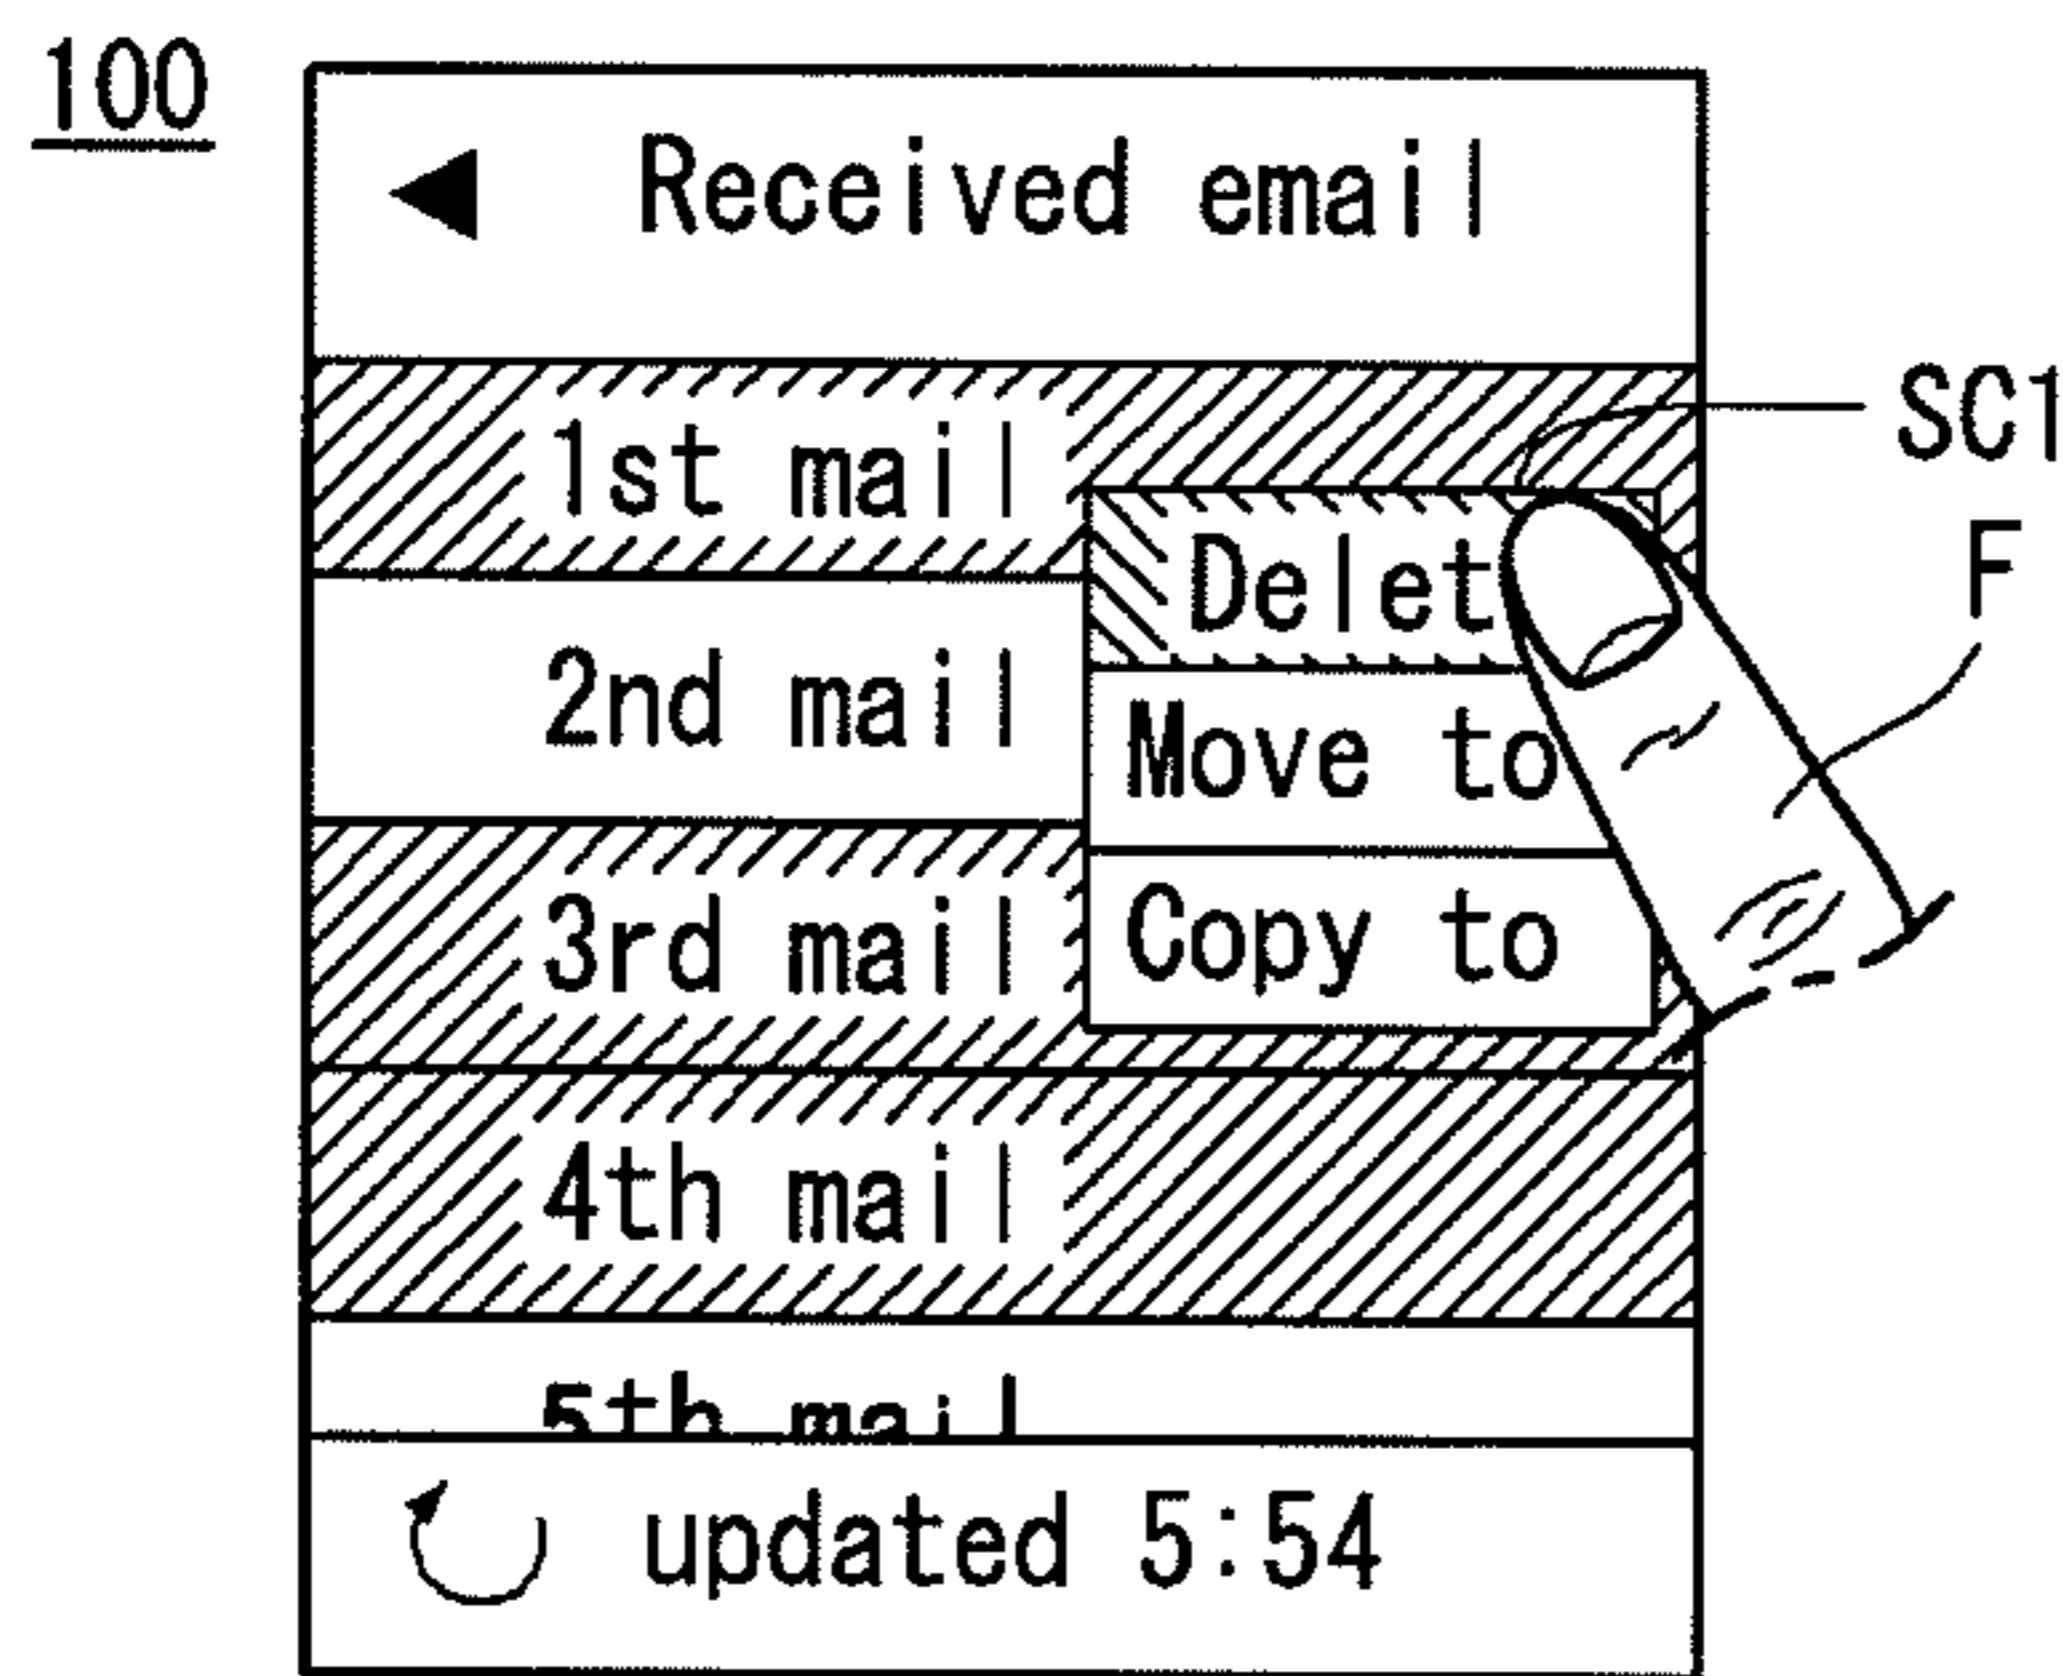 100
Received email
SC1
1st mail
F
Delet
2nd mail
Move to
3rd mail
Copy to
4th mail
5th mail
updated 5:54